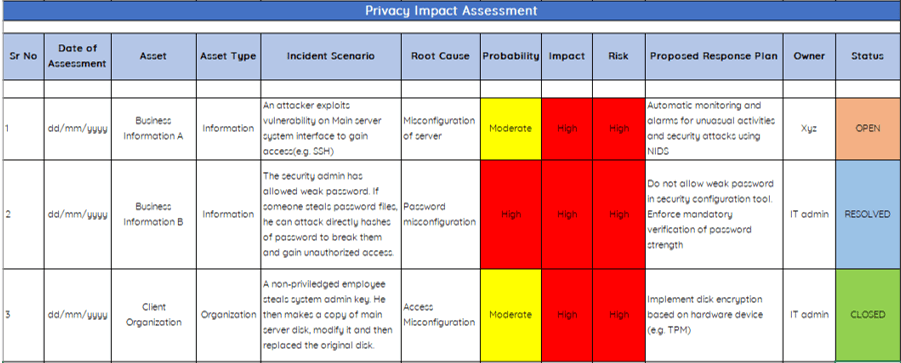 Privacy Impact Assessment
Sr No
Date of
Assessment
Asset
Asset Type
Incident Scenario
Root Cause
Probability
Impact
Risk
Proposed Response Plan
Owner
Status
1
dd/mm/yyyy
Business
Information A
Information
An attacker exploits
vulnerability on Main server
system interface to gain
access(e.g. SSH)
Misconfiguration
of server
Moderate
High
High
Automatic monitoring and
alarms for unusual activities
and security attacks using
NIDS
Xyz
OPEN
2
dd/mm/yyyy
Business
Information B
Information
The security admin has
allowed weak password. If
someone steals password files,
he can attack directly hashes
of password to break them
and gain unauthorized access.
Password
misconfiguration
High
High
High
Do not allow weak password
in security configuration tool.
Enforce mandatory
verification of password
strength
IT admin
RESOLVED
3
dd/mm/yyyy
Client
Organization
Organization
A non-priviledged employee
steals system admin key. He
then makes a copy of main
server disk, modify it and then
replaced the original disk.
Access
Misconfiguration
Moderate
High
High
Implement disk encryption
based on hardware device
(e.g. TPM)
IT admin
CLOSED